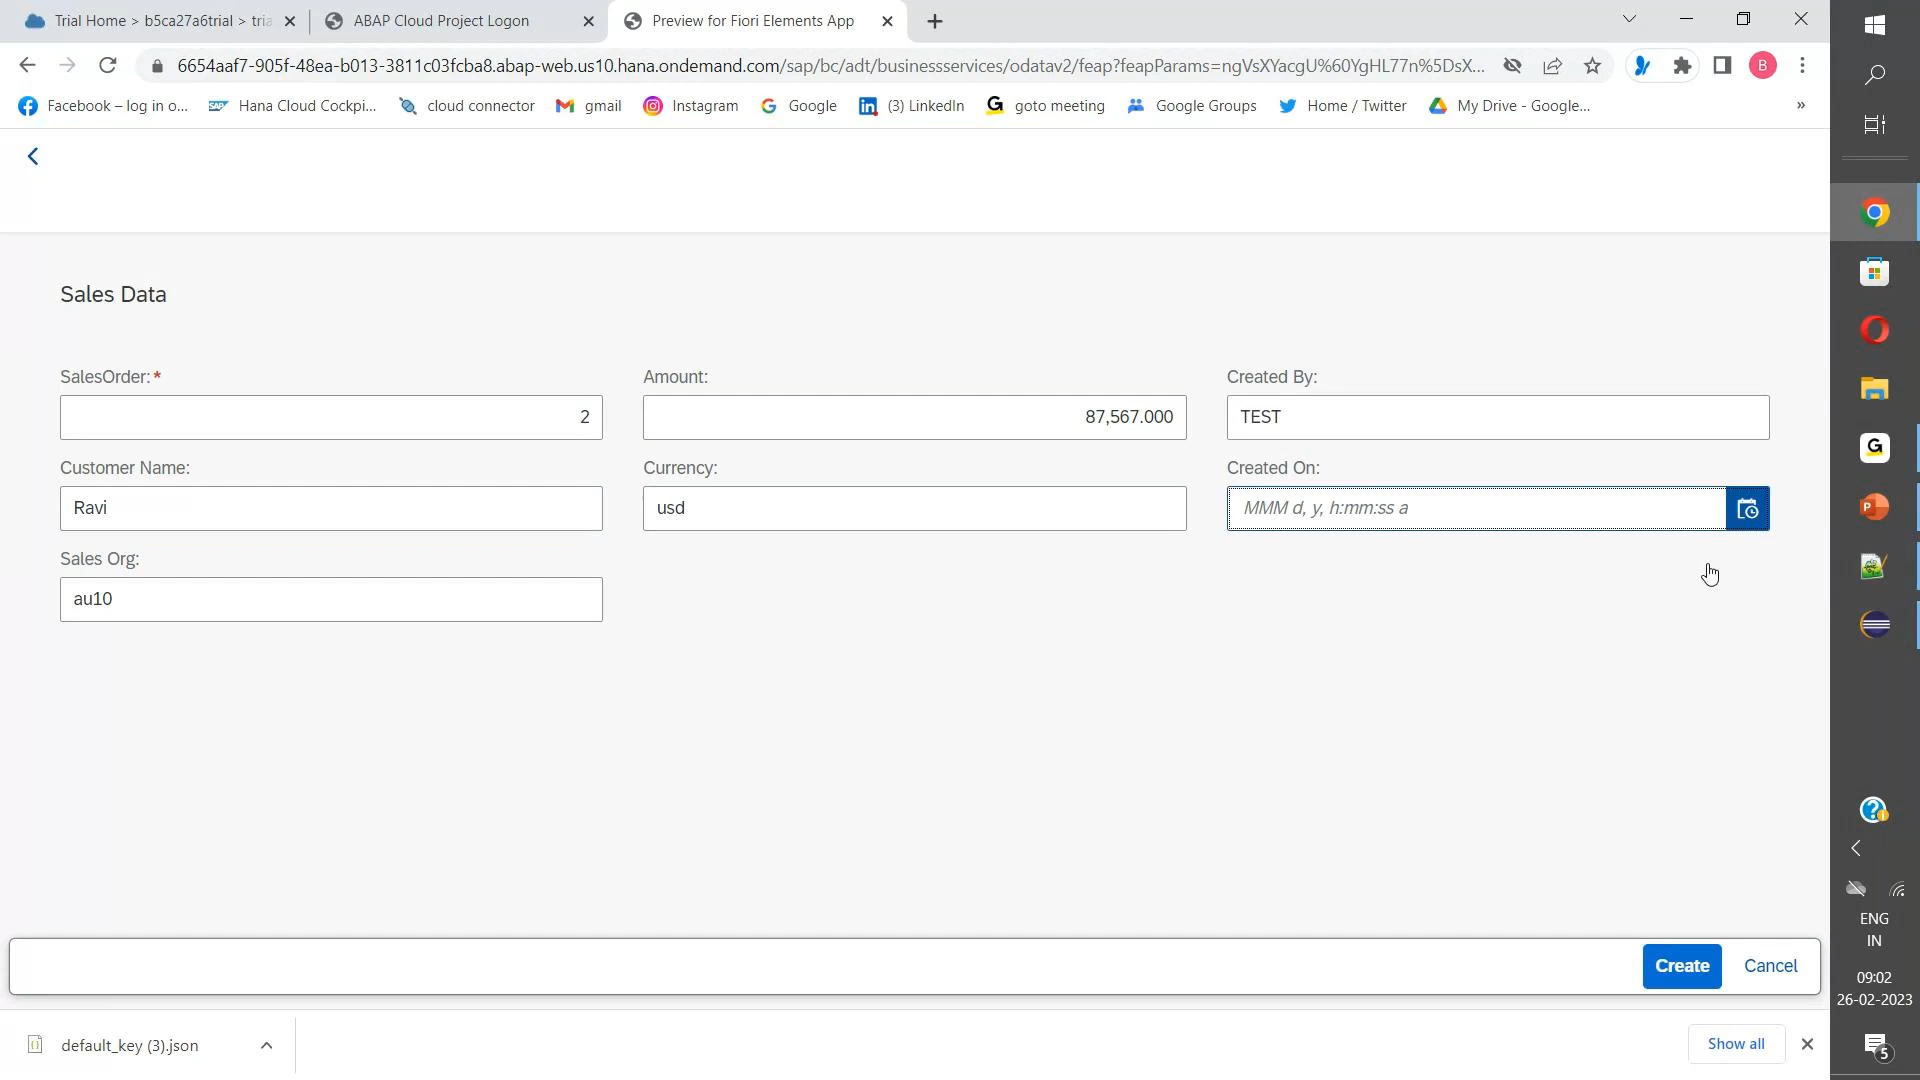 Trial Home > b5ca27a6trial > tria
ABAP Cloud Project Logon
Preview for Fiori Elements App
6654aaf7-905f-48ea-b013-3811c03fcba8.abap-web.us10.hana.ondemand.com/sap/bc/adt/businessservices/odatav2/feap?feapParams=ngVsXYacgU%60YgHL77n%5DsX...
B
Facebook – log in o...
SAP Hana Cloud Cockpi...
cloud connector
gmail
Instagram
Google
(3) LinkedIn
goto meeting
Google Groups
Home / Twitter
My Drive - Google...
»
Sales Data
SalesOrder: *
Amount:
Created By:
2
87,567.000
TEST
Customer Name:
Currency:
Created On:
Ravi
usd
MMM d, y, h:mm:ss a
Sales Org:
au10
Create
Cancel
default_key (3).json
Show all
ENG
IN
09:02
26-02-2023
5